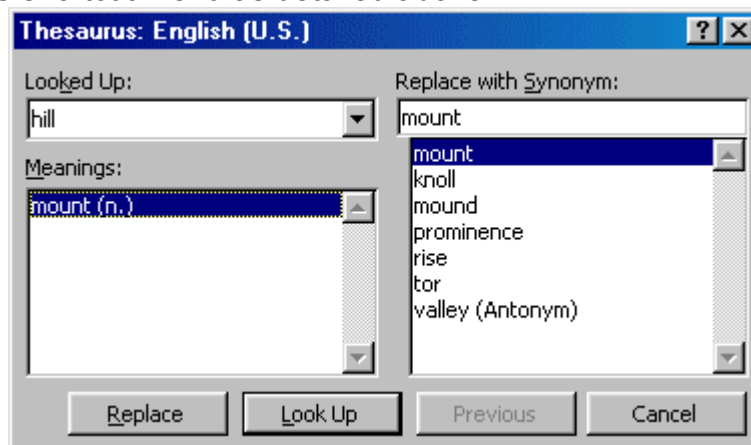 Thesaurus: English (U.S.)
Looked Up:
hill
Meanings:
mount (n.)
Replace with Synonym:
mount
mount
knoll
mound
prominence
rise
tor
valley (Antonym)
Replace
Look Up
Previous
Cancel